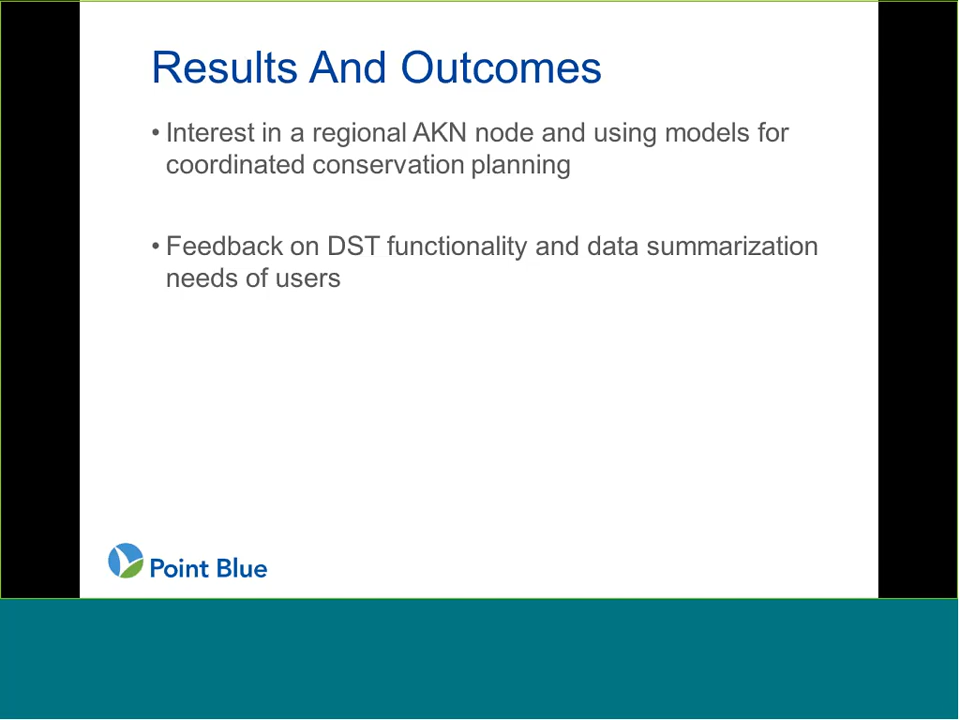 Results And Outcomes
• Interest in a regional AKN node and using models for
coordinated conservation planning
• Feedback on DST functionality and data summarization
needs of users
Point Blue